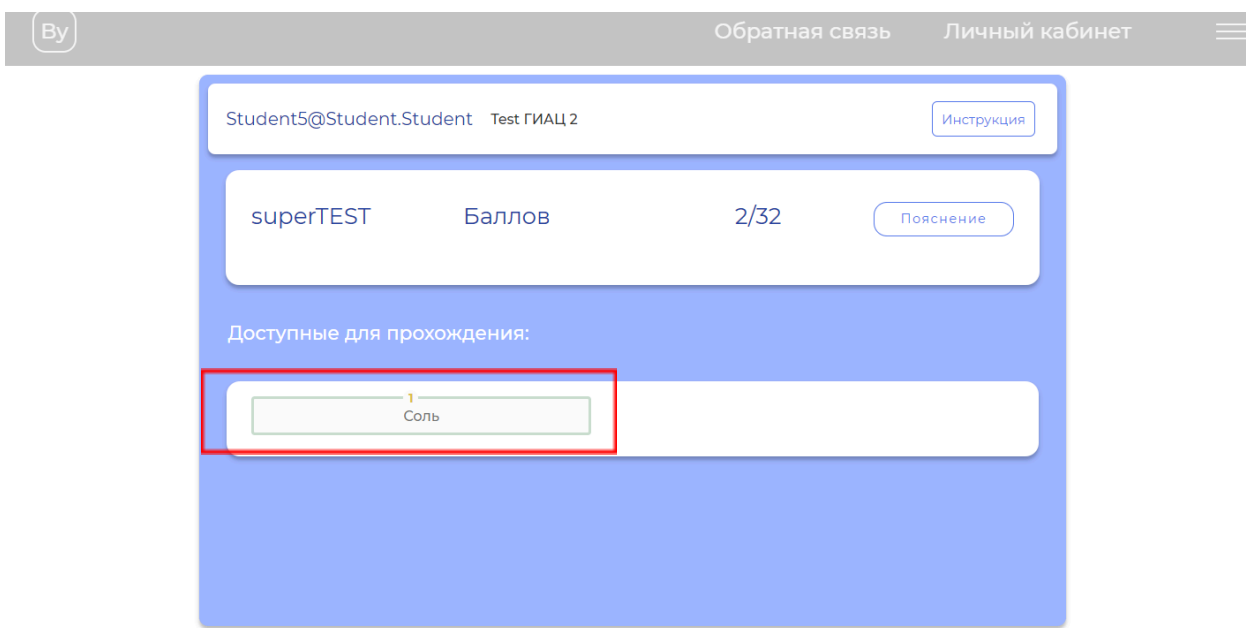 By Обратная связь Личный кабинет
Student5@Student.Student Test ГИАЦ 2 Инструкция
superTEST Баллов 2/32 Пояснение
Доступные для прохождения:
1
Соль